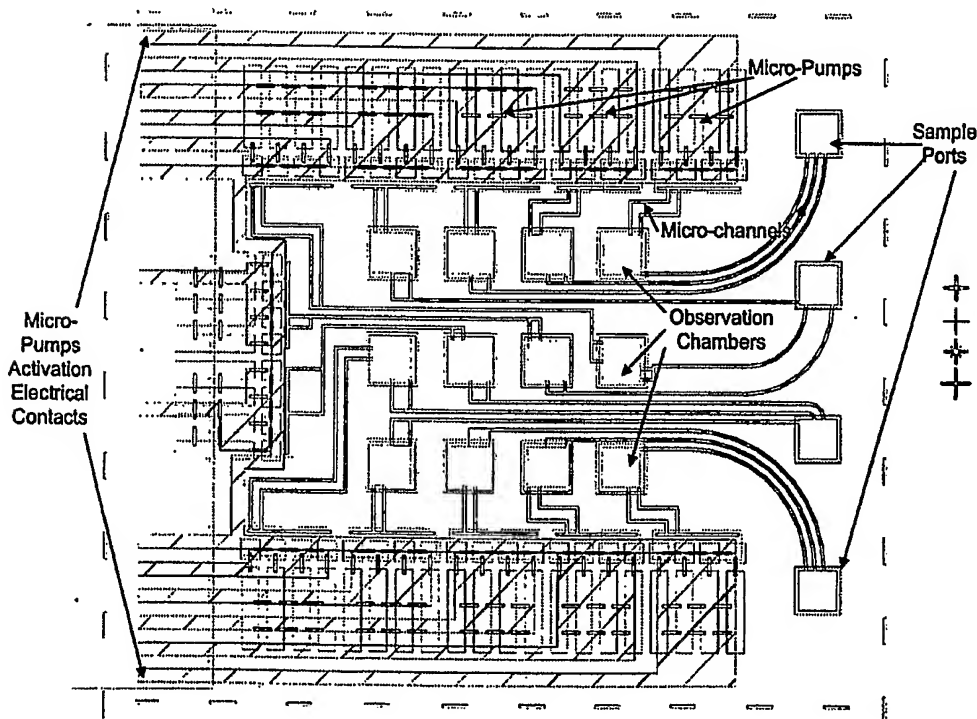 Micro-Pumps
Sample
Ports
Micro-channels
Observation
Chambers
Micro-
Pumps
Activation
Electrical
Contacts